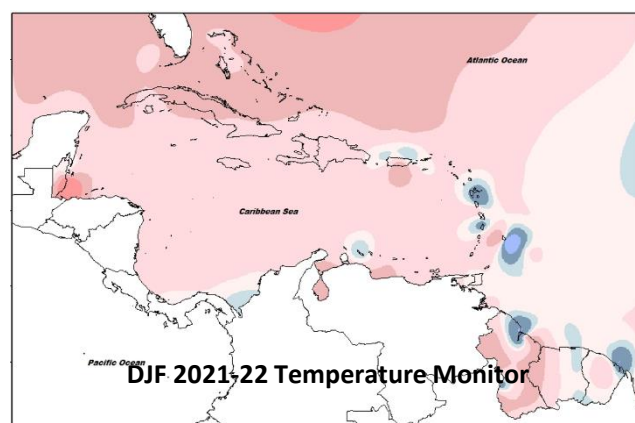 Atlantic Ocean
Caribbean Sea
Pacific Ocean
DJF 2021-22 Temperature Monitor